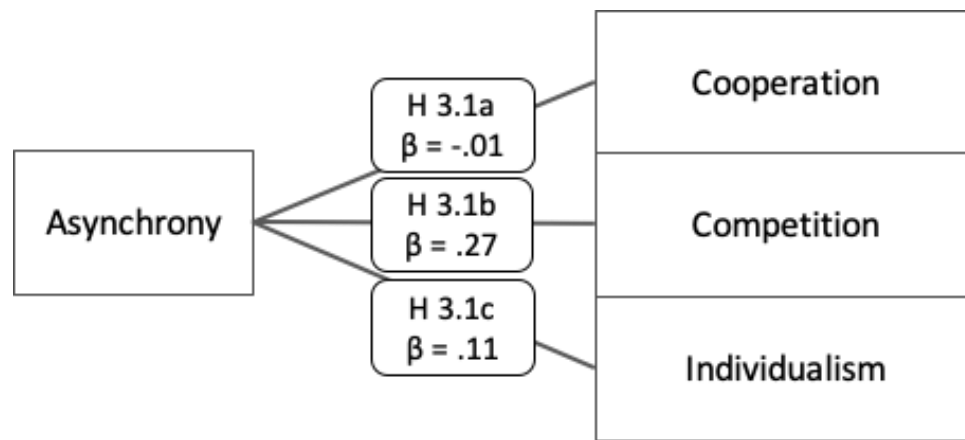 Asynchrony
H 3.1a
β = -.01
H 3.1b
β = .27
H 3.1c
β = .11
Cooperation
Competition
Individualism